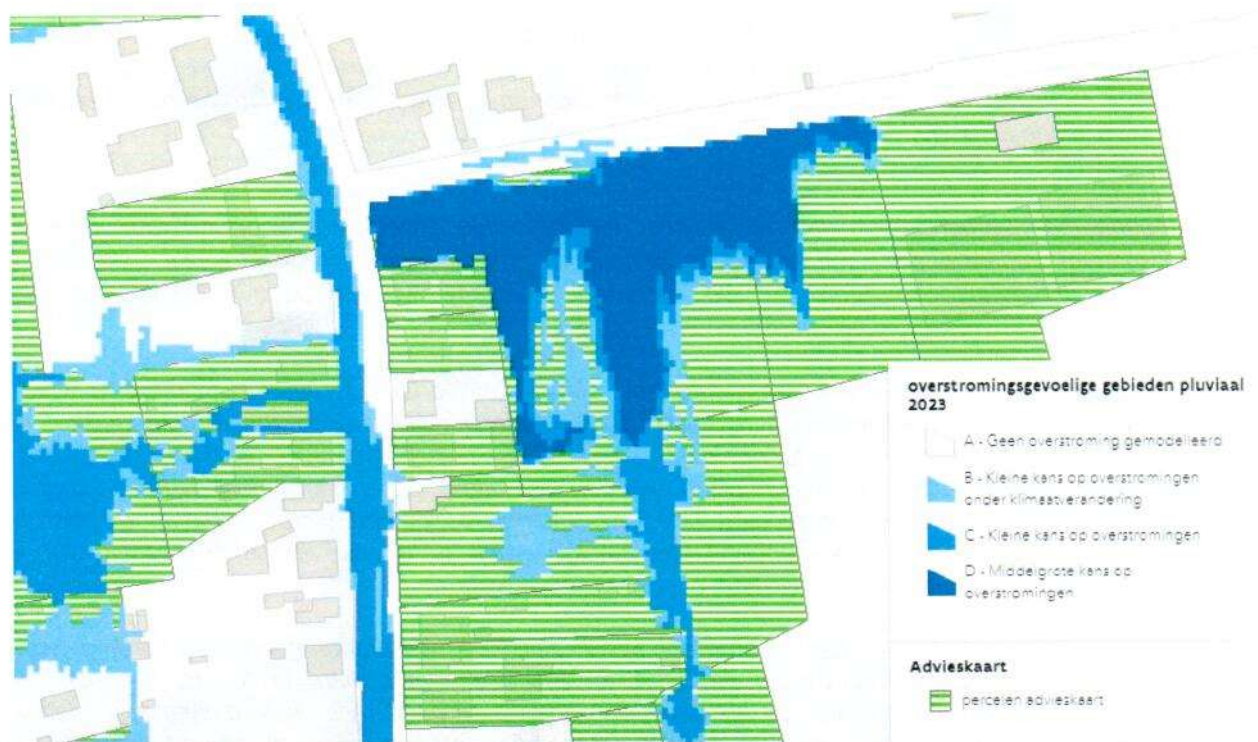 overstromingsgevoelige gebieden pluviaal
2023
A - Geen overstroming gemodelleerd
B - Kleine kans op overstromingen
onder klimaatverandering
C - Kleine kans op overstromingen
D - Middelgrote kans op
overstromingen
Advieskaart
percelen advieskaart